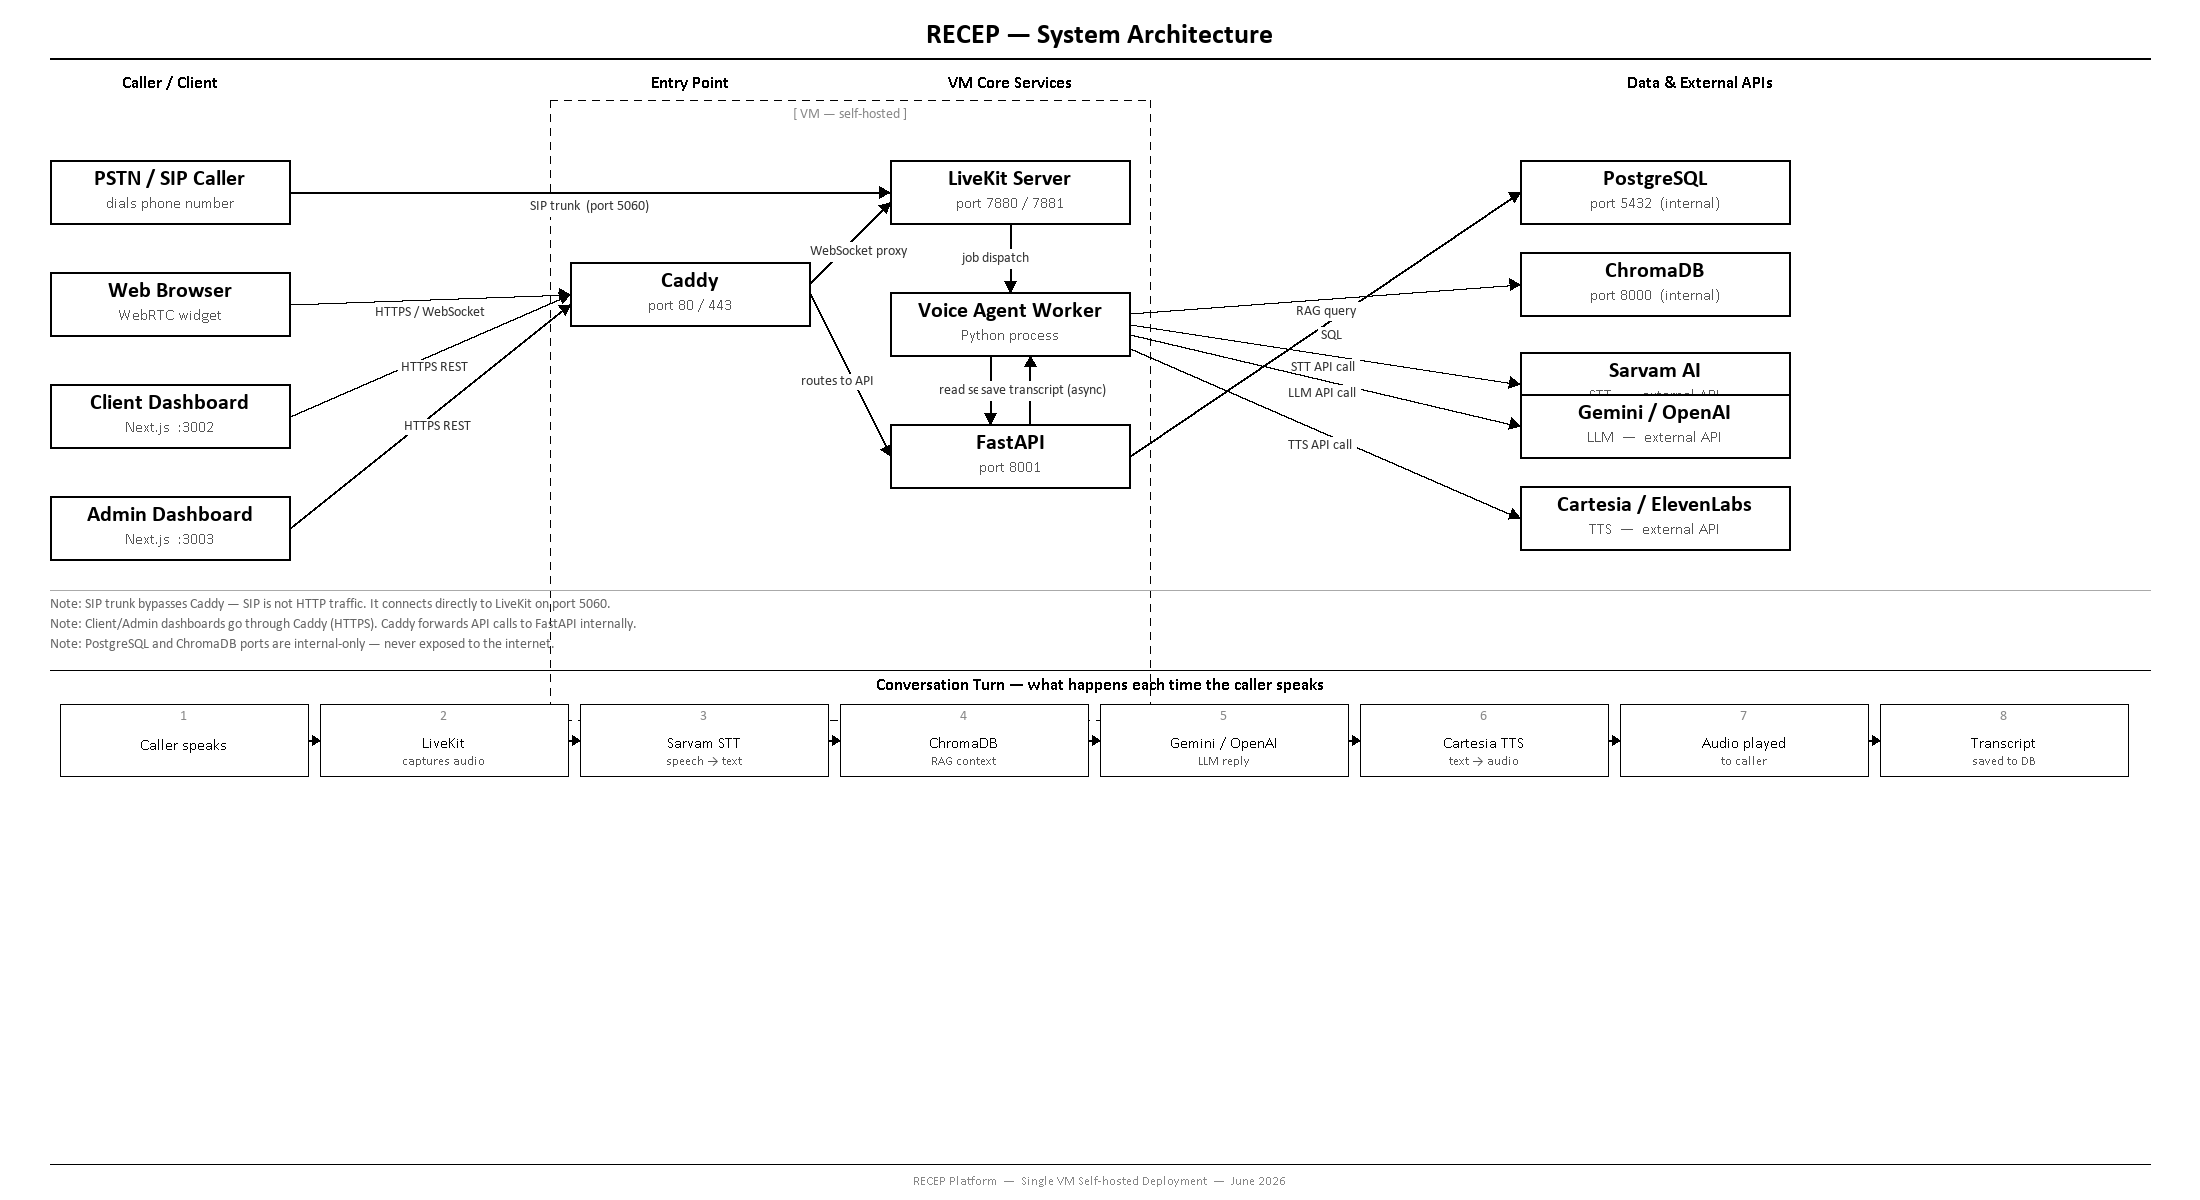 RECEP — System Architecture
Caller / Client
Entry Point
VM Core Services
Data & External APIs
[ VM — self-hosted ]
PSTN / SIP Caller
dials phone number
SIP trunk (port 5060)
LiveKit Server
port 7880 / 7881
PostgreSQL
port 5432 (internal)
Web Browser
WebRTC widget
HTTPS / WebSocket
Caddy
port 80 / 443
WebSocket proxy
job dispatch
ChromaDB
port 8000 (internal)
Voice Agent Worker
Python process
RAG query
SQL
STT API call
LLM API call
TTS API call
Sarvam AI
STT — external API
Gemini / OpenAI
LLM — external API
Client Dashboard
Next.js :3002
HTTPS REST
HTTPS REST
routes to API
read se save transcript (async)
FastAPI
port 8001
Cartesia / ElevenLabs
TTS — external API
Admin Dashboard
Next.js :3003
Note: SIP trunk bypasses Caddy — SIP is not HTTP traffic. It connects directly to LiveKit on port 5060.
Note: Client/Admin dashboards go through Caddy (HTTPS). Caddy forwards API calls to FastAPI internally.
Note: PostgreSQL and ChromaDB ports are internal-only — never exposed to the internet.
Conversation Turn — what happens each time the caller speaks
1
Caller speaks
2
LiveKit
captures audio
3
Sarvam STT
speech → text
4
ChromaDB
RAG context
5
Gemini / OpenAI
LLM reply
6
Cartesia TTS
text → audio
7
Audio played
to caller
8
Transcript
saved to DB
RECEP Platform — Single VM Self-hosted Deployment — June 2026